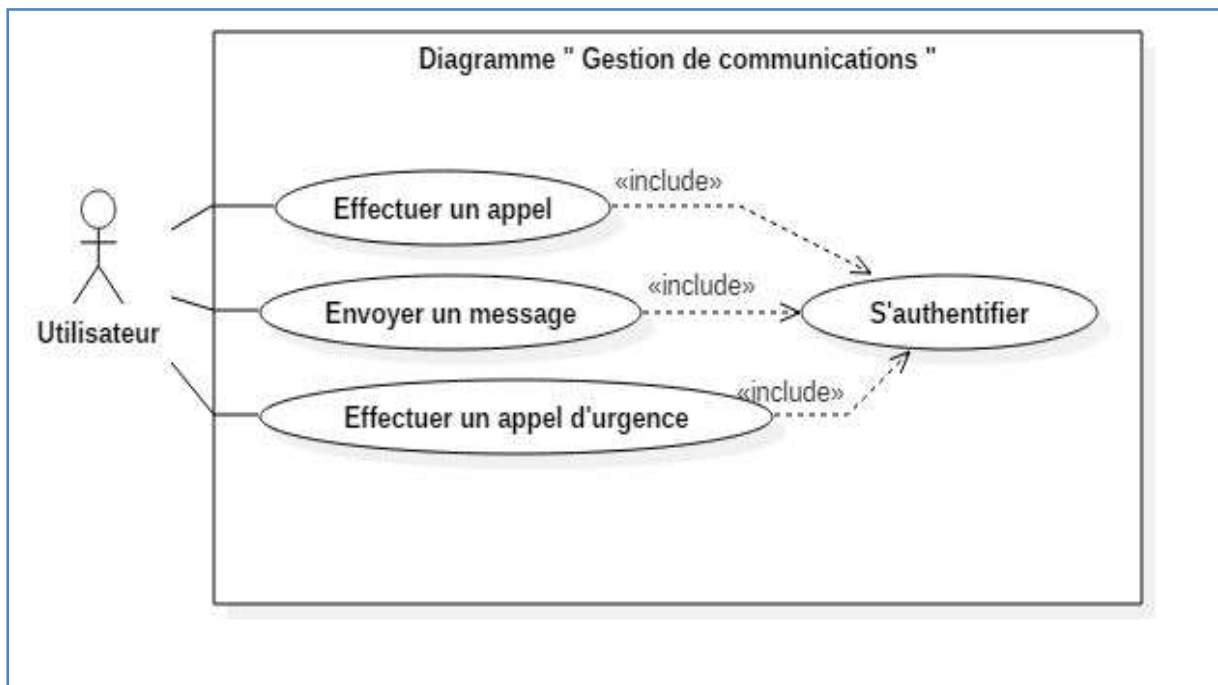 Diagramme " Gestion de communications "
«include»
Effectuer un appel
«include»
Envoyer un message
S'authentifier
Utilisateur
«include»
Effectuer un appel d'urgence